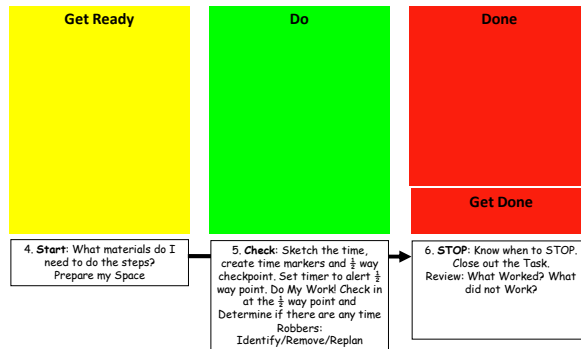 Get Ready
Do
Done
Get Done
4. Start: What materials do I
need to do the steps?
Prepare my Space
5. Check: Sketch the time,
create time markers and ½ way
checkpoint. Set timer to alert ½
way point. Do My Work! Check in
at the ½ way point and
Determine if there are any time
Robbers:
Identify/Remove/Replan
6. STOP: Know when to STOP.
Close out the Task.
Review: What Worked? What
did not Work?